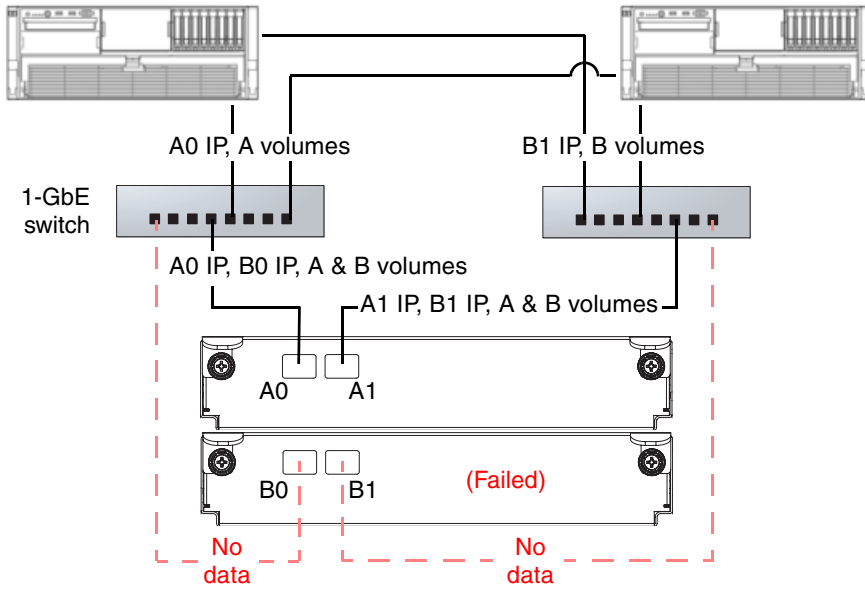 A0 IP, A volumes
B1 IP, B volumes
1-GbE
switch
A0 IP, B0 IP, A & B volumes
A1 IP, B1 IP, A & B volumes
A0
A1
B0
B1
(Failed)
No
data
No
data